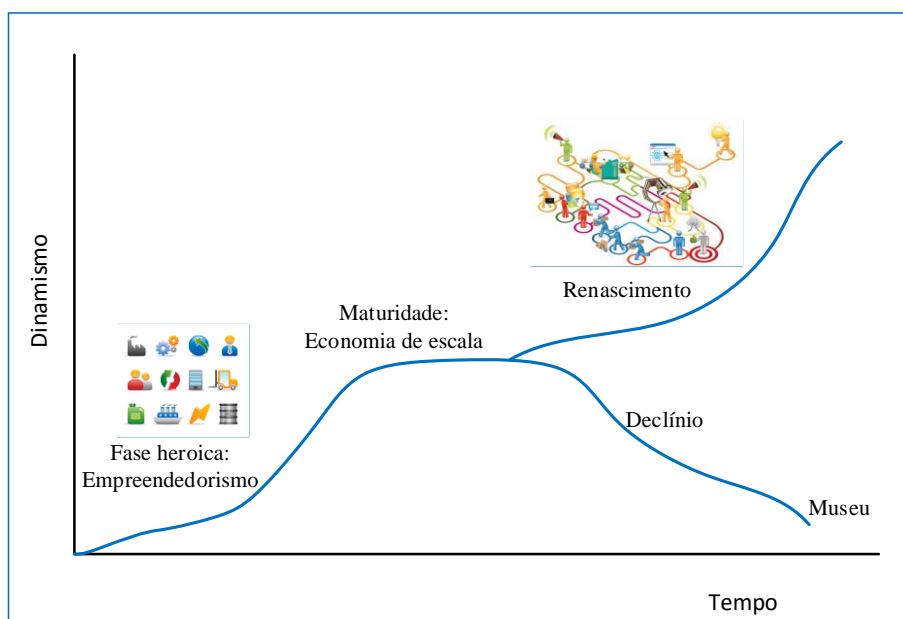 Dinamismo
Renascimento
Maturidade:
Economia de escala
Fase heroica:
Empreendedorismo
Declínio
Museu
Tempo